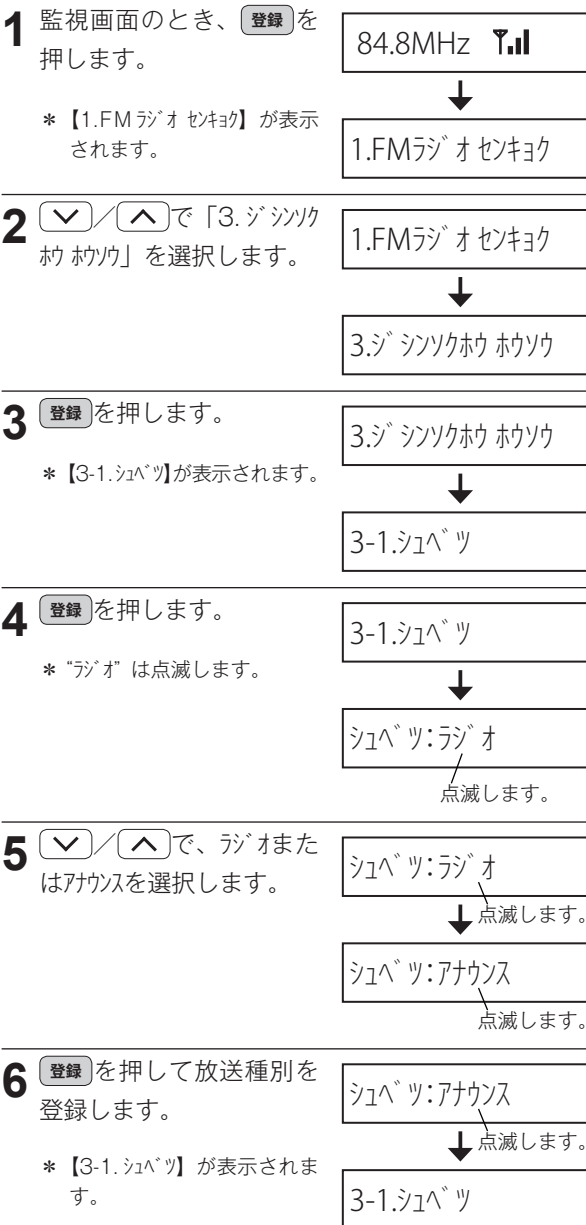 1 監視画面のとき、登録を
押します。
＊【1.FMﾗｼﾞｵ ｾﾝｷｮｸ】が表示
されます。
84.8MHz
1.FMﾗｼﾞｵ ｾﾝｷｮｸ
2 ／で「3.ｼﾞｼﾝｿｸ
ﾎｳ ﾎｳｿｳ」を選択します。
1.FMﾗｼﾞｵ ｾﾝｷｮｸ
3.ｼﾞｼﾝｿｸﾎｳ ﾎｳｿｳ
3 登録を押します。
＊【3-1.ｼｭﾍﾞﾂ】が表示されます。
3.ｼﾞｼﾝｿｸﾎｳ ﾎｳｿｳ
3-1.ｼｭﾍﾞﾂ
4 登録を押します。
＊ “ﾗｼﾞｵ” は点滅します。
3-1.ｼｭﾍﾞﾂ
ｼｭﾍﾞﾂ:ﾗｼﾞｵ
点滅します。
5 ／で、ﾗｼﾞｵまた
はｱﾅｳﾝｽを選択します。
ｼｭﾍﾞﾂ:ﾗｼﾞｵ
点滅します。
ｼｭﾍﾞﾂ:ｱﾅｳﾝｽ
点滅します。
6 登録を押して放送種別を
登録します。
＊【3-1.ｼｭﾍﾞﾂ】が表示されま
す。
ｼｭﾍﾞﾂ:ｱﾅｳﾝｽ
点滅します。
3-1.ｼｭﾍﾞﾂ